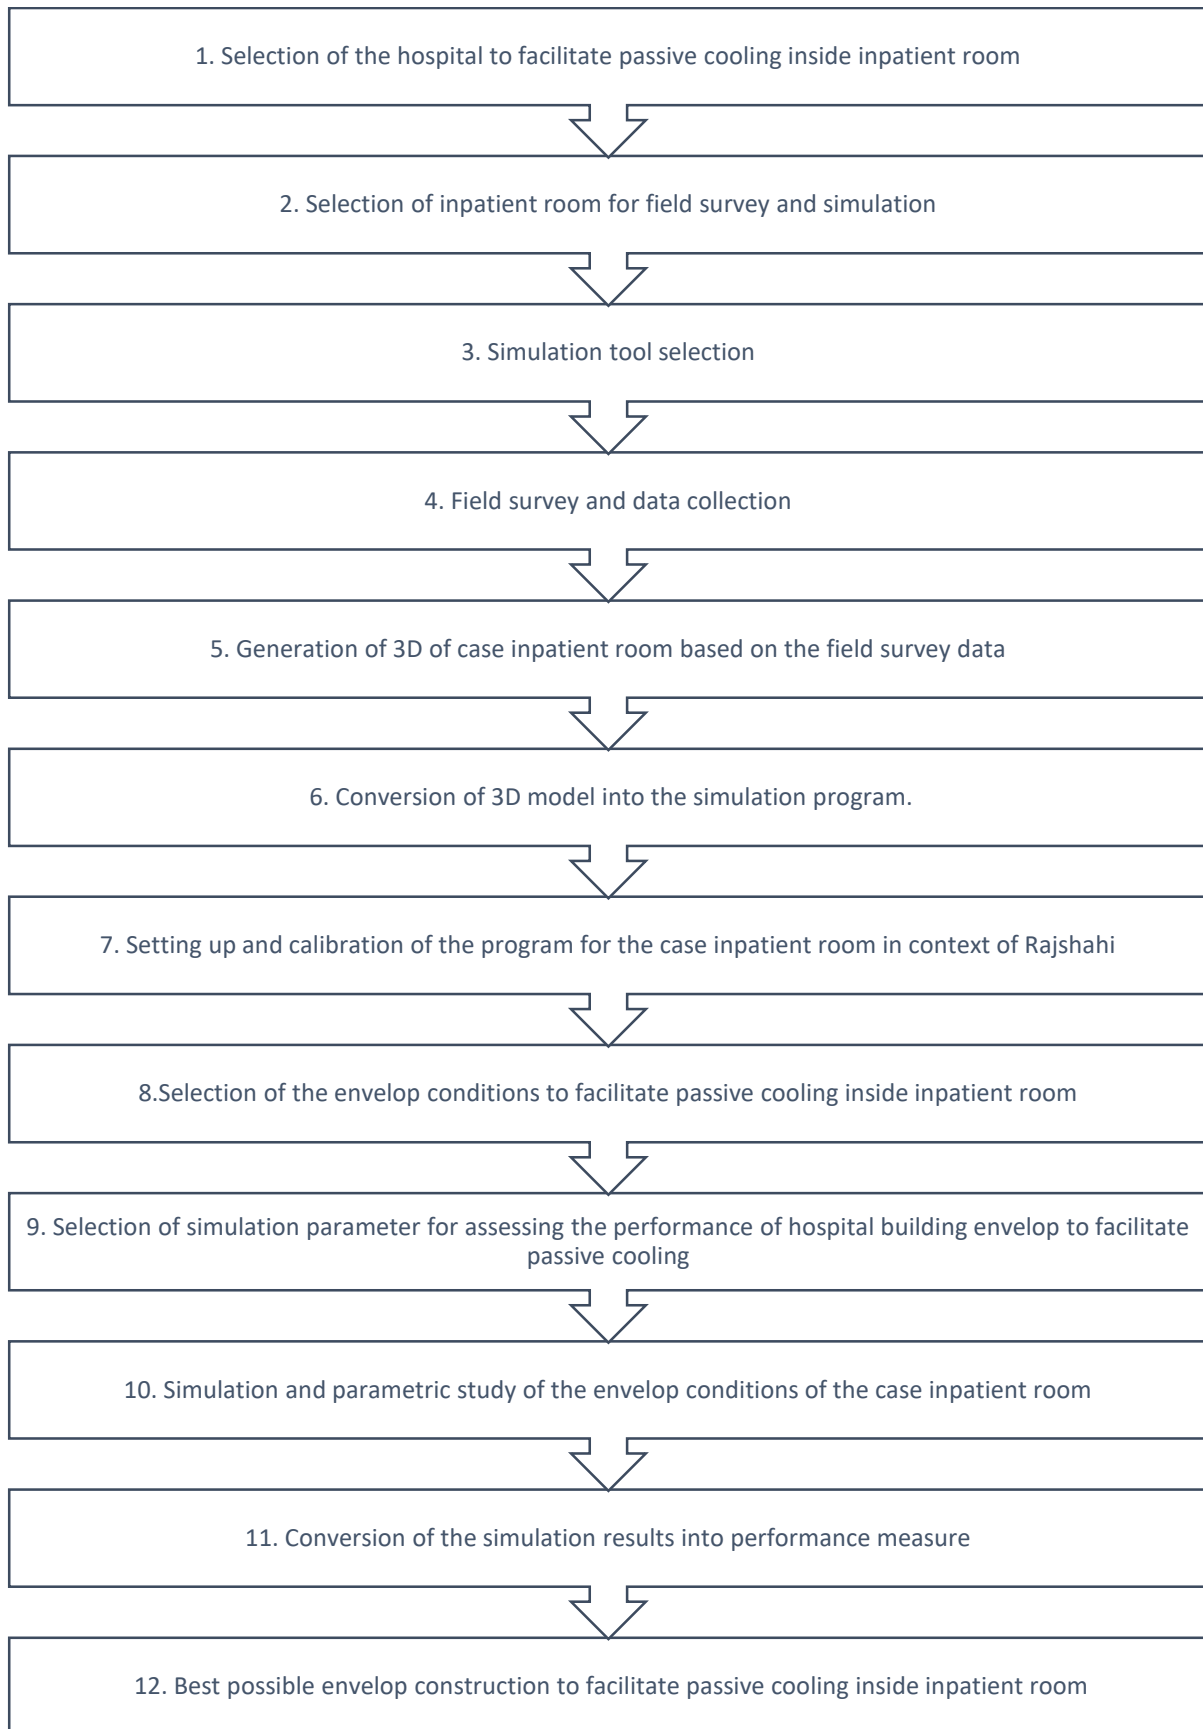 1. Selection of the hospital to facilitate passive cooling inside inpatient room
2. Selection of inpatient room for field survey and simulation
3. Simulation tool selection
4. Field survey and data collection
5. Generation of 3D of case inpatient room based on the field survey data
6. Conversion of 3D model into the simulation program.
7. Setting up and calibration of the program for the case inpatient room in context of Rajshahi
8.Selection of the envelop conditions to facilitate passive cooling inside inpatient room
9. Selection of simulation parameter for assessing the performance of hospital building envelop to facilitate
passive cooling
10. Simulation and parametric study of the envelop conditions of the case inpatient room
11. Conversion of the simulation results into performance measure
12. Best possible envelop construction to facilitate passive cooling inside inpatient room